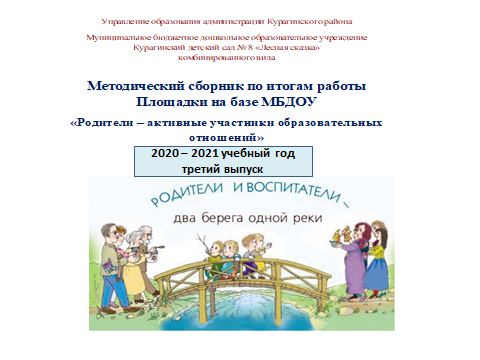 Управление образования администрации Курагинского района
Муниципальное бюджетное дошкольное образовательное учреждение
Курагинский детский сад № 8 «Лесная сказка»
комбинированного вида
Методический сборник по итогам работы
Площадки на базе МБДОУ
«Родители – активные участники образовательных
отношений»
2020 – 2021 учебный год
третий выпуск
РОДИТЕЛИ И ВОСПИТАТЕЛИ –
два берега одной реки